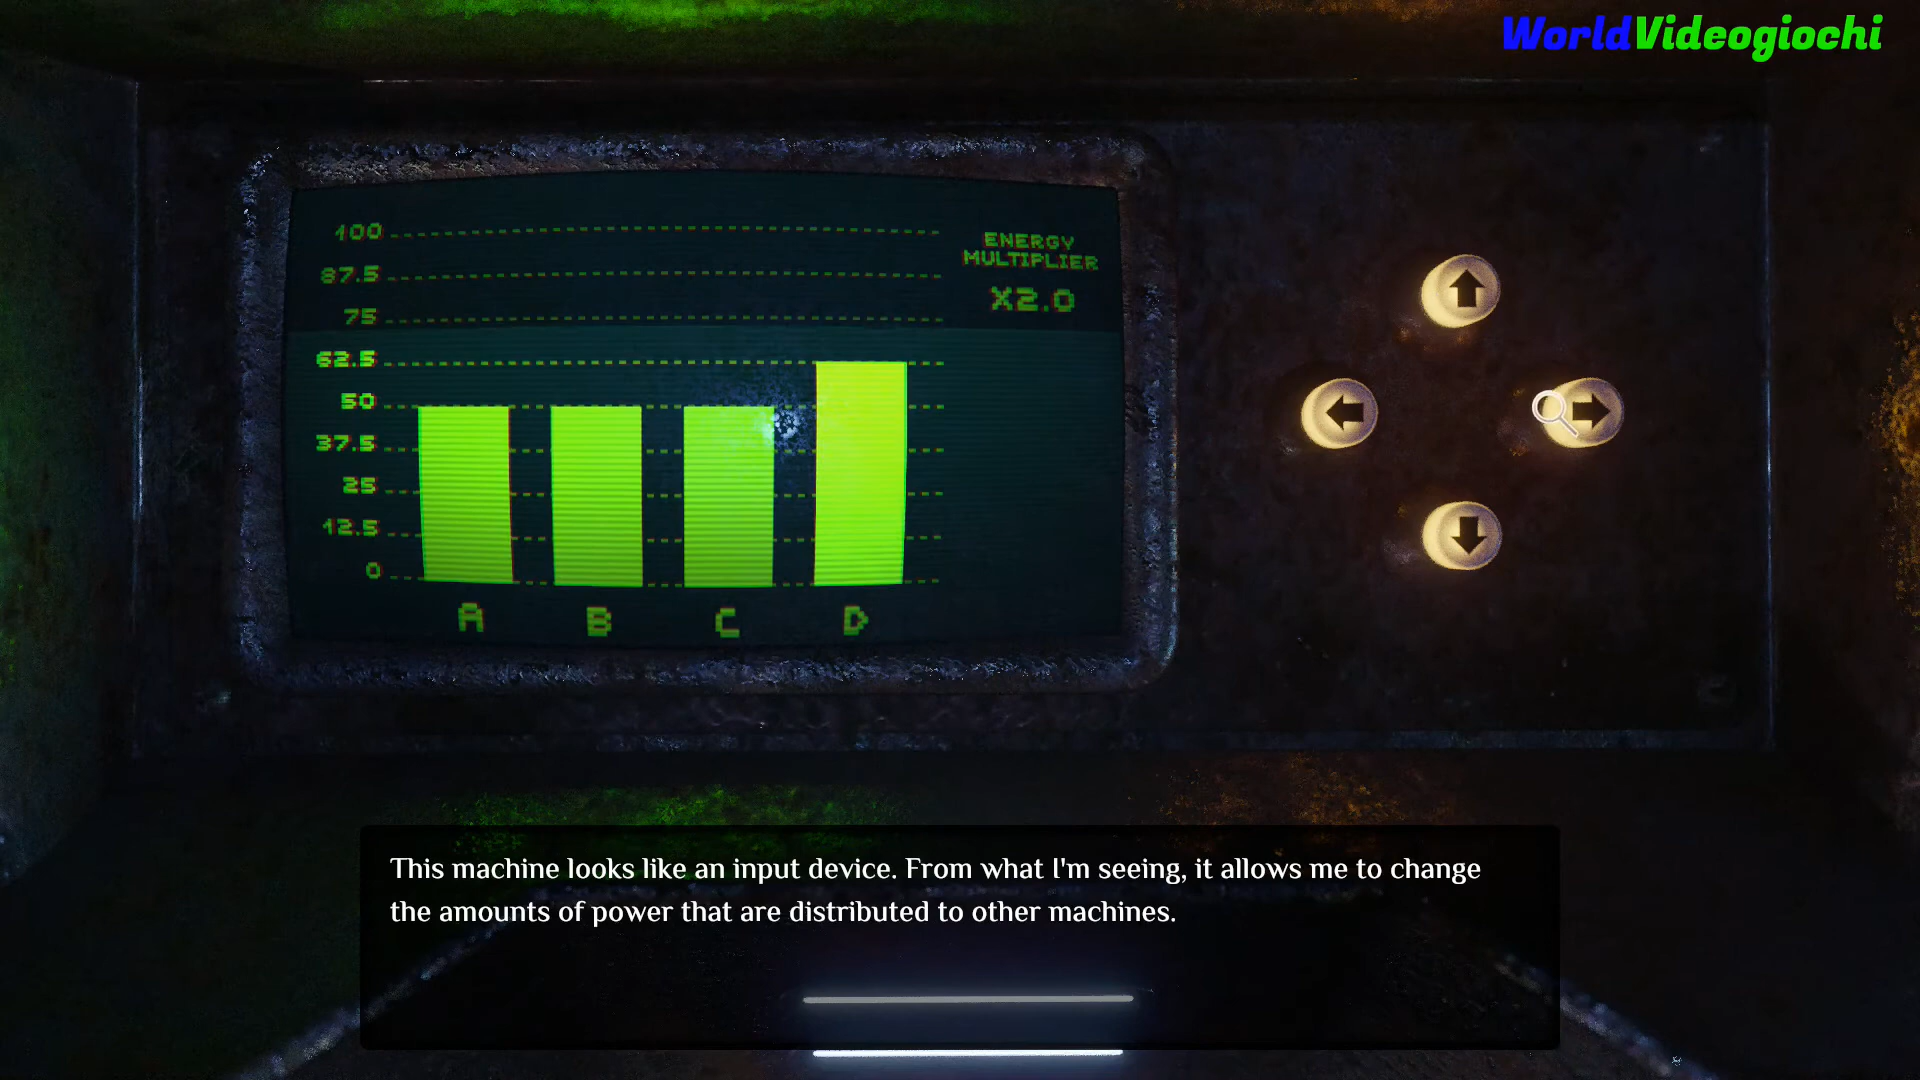 WorldVideogiochi
100
87.5
75
62.5
50
37.5
25
12.5
0
ENERGY
MULTIPLIER
X2.0
A B C D
This machine looks like an input device. From what I'm seeing, it allows me to change
the amounts of power that are distributed to other machines.